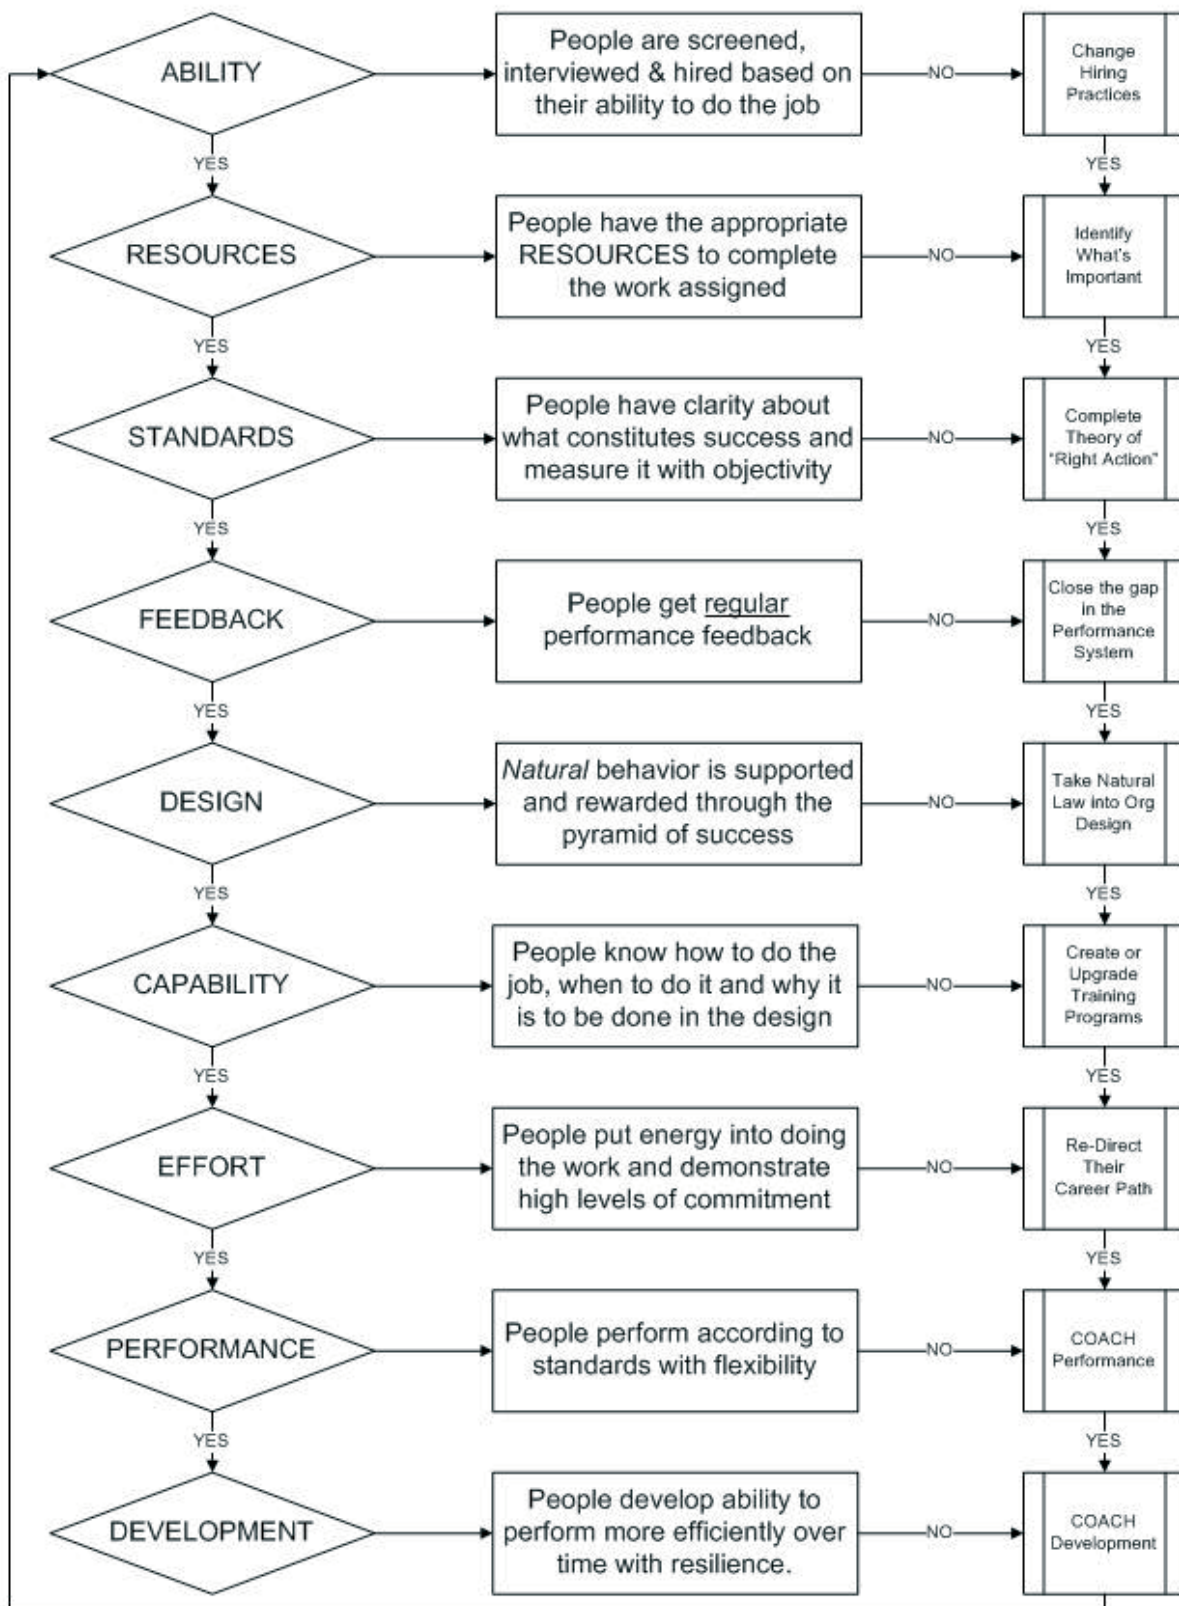 ABILITY
People are screened,
interviewed & hired based on
their ability to do the job
NO
Change
Hiring
Practices
YES
YES
RESOURCES
People have the appropriate
RESOURCES to complete
the work assigned
NO
Identify
What's
Important
YES
YES
STANDARDS
People have clarity about
what constitutes success and
measure it with objectivity
NO
Complete
Theory of
"Right Action"
YES
YES
FEEDBACK
People get regular
performance feedback
NO
Close the gap
in the
Performance
System
YES
YES
DESIGN
Natural behavior is supported
and rewarded through the
pyramid of success
NO
Take Natural
Law into Org
Design
YES
YES
CAPABILITY
People know how to do the
job, when to do it and why it
is to be done in the design
NO
Create or
Upgrade
Training
Programs
YES
YES
EFFORT
People put energy into doing
the work and demonstrate
high levels of commitment
NO
Re-Direct
Their
Career Path
YES
YES
PERFORMANCE
People perform according to
standards with flexibility
NO
COACH
Performance
YES
YES
DEVELOPMENT
People develop ability to
perform more efficiently over
time with resilience.
NO
COACH
Development